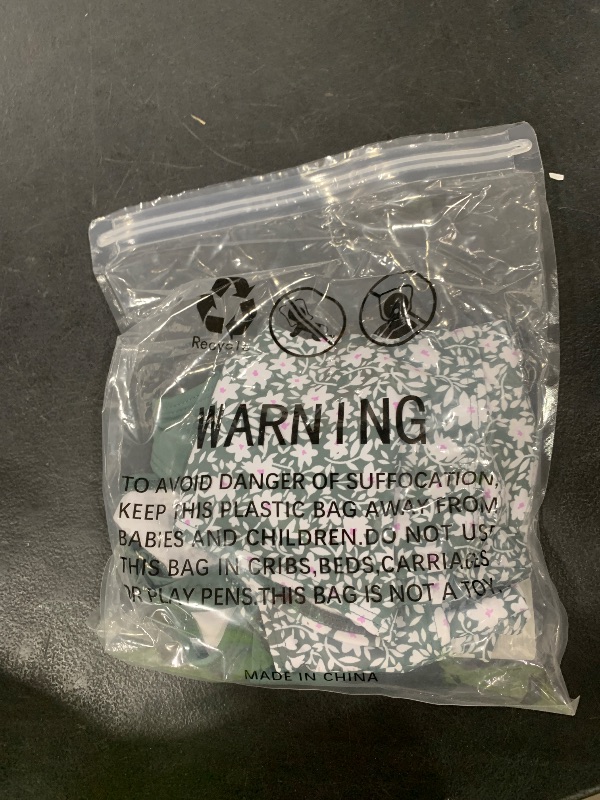 Recycle
WARNING
TO AVOID DANGER OF SUFFOCATION,
KEEP THIS PLASTIC BAG AWAY FROM
BABIES AND CHILDREN.DO NOT USE
THIS BAG IN CRIBS,BEDS,CARRIAGES
OR PLAY PENS.THIS BAG IS NOT A TOY.
MADE IN CHINA